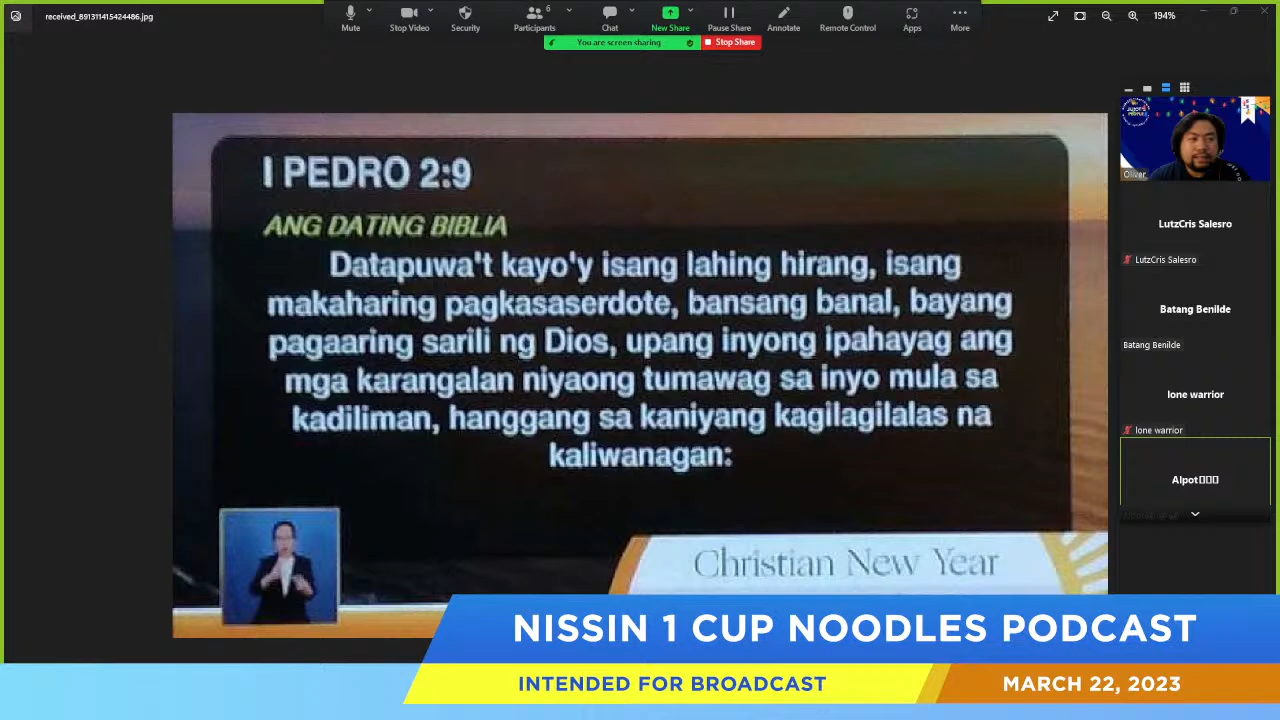 received_891311415424486.jpg
Mute
Stop Video
Security
6
Participants
Chat
New Share
Pause Share
Annotate
Remote Control
Apps
More
194%
You are screen sharing
Stop Share
I PEDRO 2:9
ANG DATING BIBLIA
Datapuwa't kayo'y isang lahing hirang, isang
makaharing pagkasaserdote, bansang banal, bayang
pagaaring sarili ng Dios, upang inyong ipahayag ang
mga karangalan niyaong tumawag sa inyo mula sa
kadiliman, hanggang sa kaniyang kagilagilalas na
kaliwanagan:
Christian New Year
Oliver
LutzCris Salesro
LutzCris Salesro
Batang Benilde
Batang Benilde
lone warrior
lone warrior
Alpot
NISSIN 1 CUP NOODLES PODCAST
INTENDED FOR BROADCAST
MARCH 22, 2023